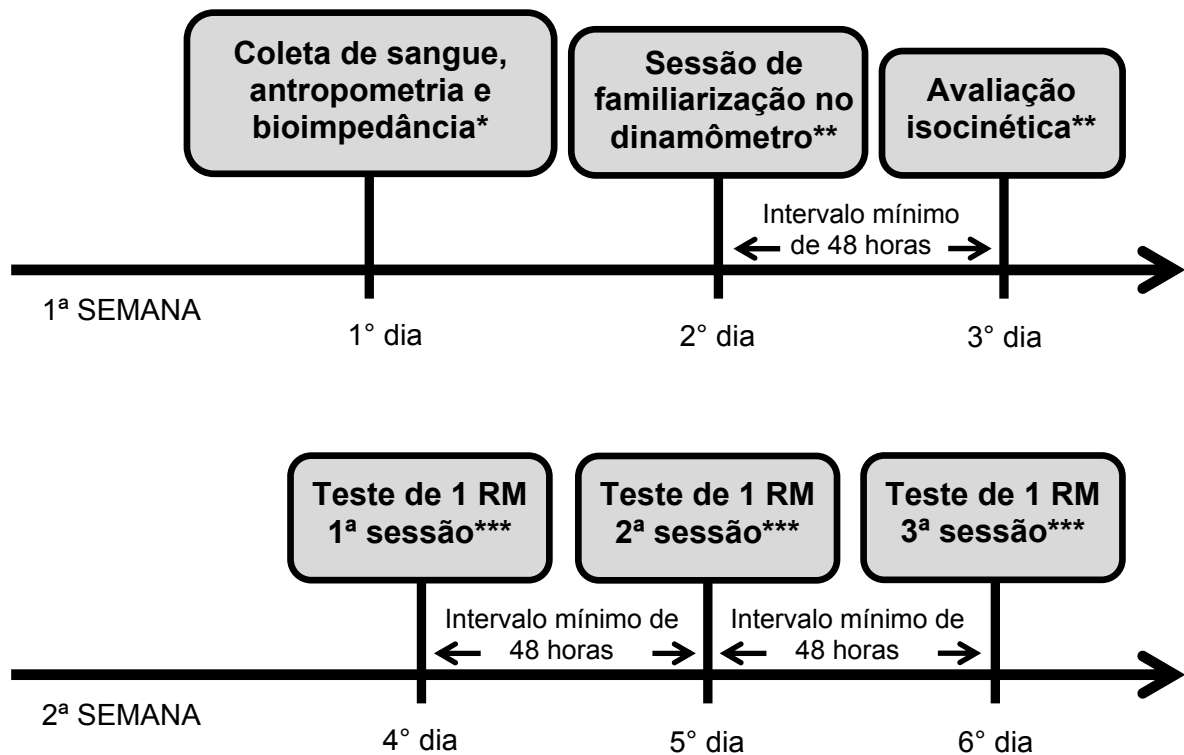 Coleta de sangue,
antropometria e
bioimpedância*
Sessão de
familiarização no
dinamômetro**
Avaliação
isocinética**
Intervalo mínimo
de 48 horas
1ª SEMANA
1° dia
2° dia
3° dia
Teste de 1 RM
1ª sessão***
Teste de 1 RM
2ª sessão***
Teste de 1 RM
3ª sessão***
Intervalo mínimo de
48 horas
Intervalo mínimo de
48 horas
2ª SEMANA
4° dia
5° dia
6° dia